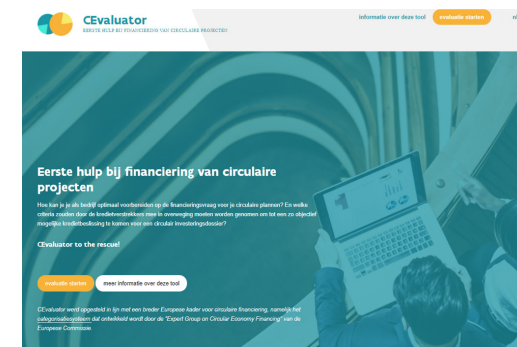 CEvaluator
EERSTE HULP BIJ FINANCIERING VAN CIRCULAIRE PROJECTEN
informatie over deze tool
evaluatie starten
Eerste hulp bij financiering van circulaire
projecten
Hoe kan je je als bedrijf optimaal voorbereiden op de financieringsvraag voor je circulaire plannen? En welke
criteria zouden door de kredietverstrekkers mee in overweging moeten worden genomen om tot een zo objectief
mogelijke kredietbeslissing te komen voor een circulair investeringsdossier?
CEvaluator to the rescue!
evaluatie starten
meer informatie over deze tool
CEvaluator werd opgesteld in lijn met een breder Europees kader voor circulaire financiering, namelijk het
categorisatiesysteem dat ontwikkeld wordt door de "Expert Group on Circular Economy Financing" van de
Europese Commissie.